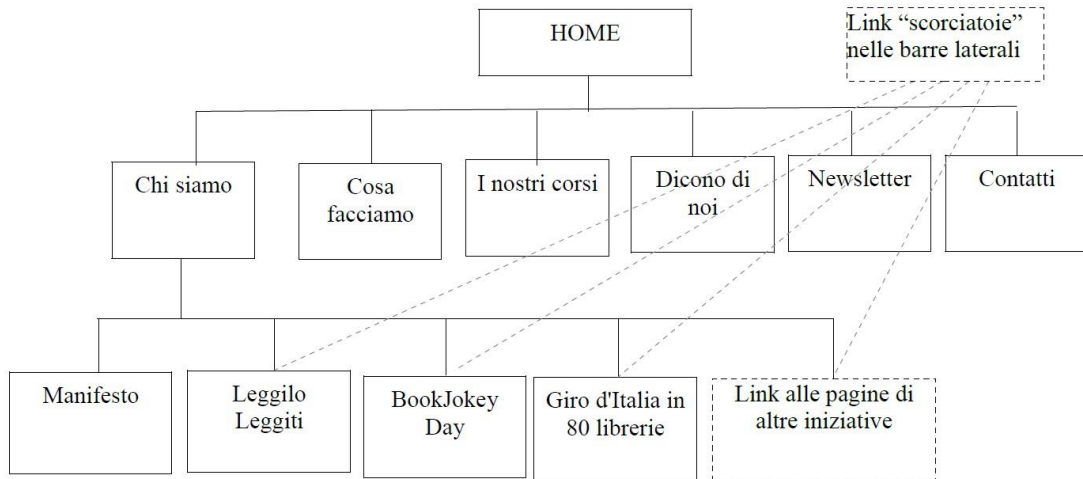 HOME
Link “scorciatoie”
nelle barre laterali
Chi siamo
Cosa
facciamo
I nostri corsi
Dicono di
noi
Newsletter
Contatti
Manifesto
Leggilo
Leggiti
BookJokey
Day
Giro d'Italia in
80 librerie
Link alle pagine di
altre iniziative